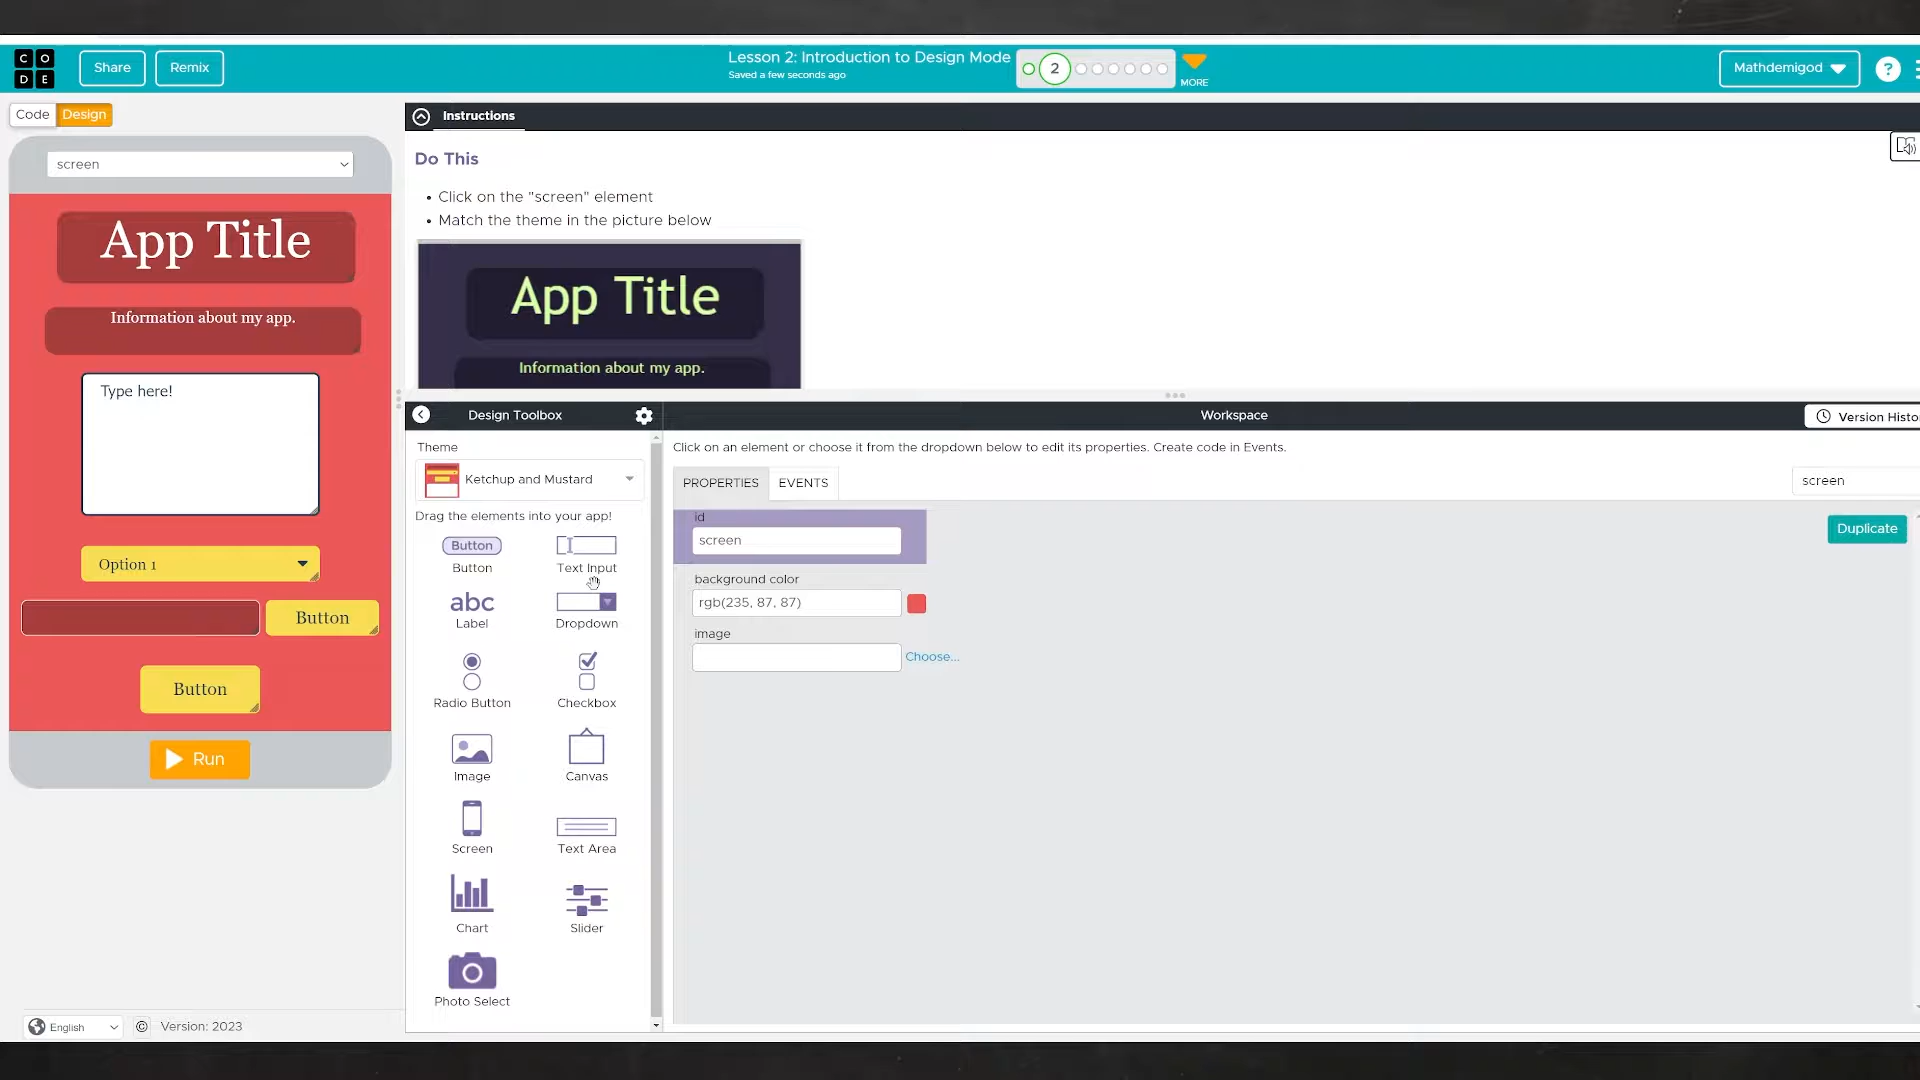 CODE
Share
Remix
Lesson 2: Introduction to Design Mode
Saved a few seconds ago
2
MORE
Mathdemigod
?
Code
Design
screen
App Title
Information about my app.
Type here!
Option 1
Button
Button
Run
English
© Version: 2023
Instructions
Do This
• Click on the "screen" element
• Match the theme in the picture below
App Title
Information about my app.
Design Toolbox
Workspace
Version Histo
Theme
Ketchup and Mustard
Drag the elements into your app!
Button
Button
Text Input
abc
Label
Dropdown
Radio Button
Checkbox
Image
Canvas
Screen
Text Area
Chart
Slider
Photo Select
Click on an element or choose it from the dropdown below to edit its properties. Create code in Events.
PROPERTIES
EVENTS
screen
id
screen
Duplicate
background color
rgb(235, 87, 87)
image
Choose...